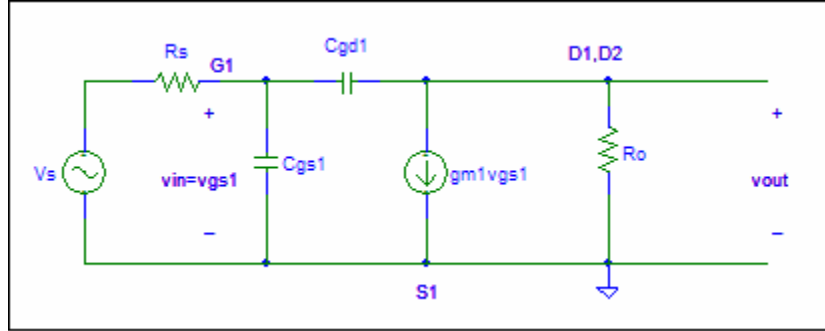 Rs
G1
Cgd1
D1,D2
+
+
Vs
vin=vgs1
Cgs1
gm1vgs1
Ro
vout
–
–
S1